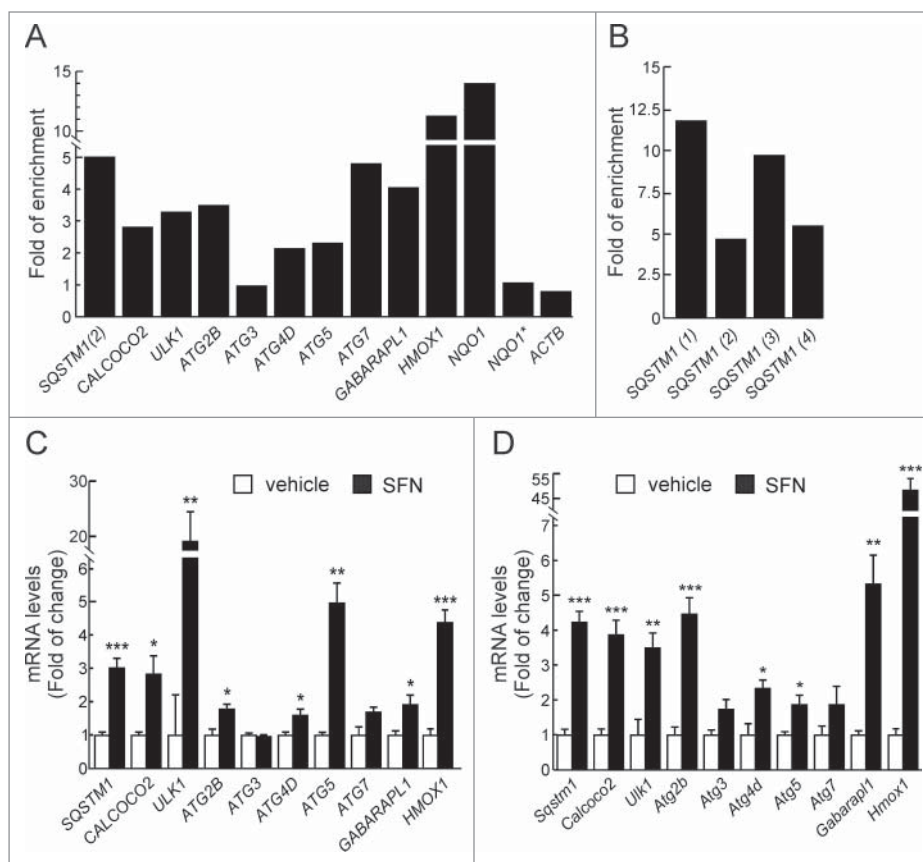 A
Fold of enrichment
15
10
5
4
3
2
1
0
SQSTM1 (2)
CALCOCO2
ULK1
ATG2B
ATG3
ATG4D
ATG5
ATG7
GABARAPL1
HMOX1
NQO1
NQO1*
ACTB
B
Fold of enrichment
15
12.5
10
7.5
5
2.5
0
SQSTM1 (1)
SQSTM1 (2)
SQSTM1 (3)
SQSTM1 (4)
C
vehicle SFN
mRNA levels
(Fold of change)
30
20
6
5
4
3
2
1
0
***
*
**
*
*
**
*
***
SQSTM1
CALCOCO2
ULK1
ATG2B
ATG3
ATG4D
ATG5
ATG7
GABARAPL1
HMOX1
D
vehicle SFN
mRNA levels
(Fold of change)
55
45
7
6
5
4
3
2
1
0
***
***
**
***
*
*
**
***
Sqstm1
Calcoco2
Ulk1
Atg2b
Atg3
Atg4d
Atg5
Atg7
Gabarapl1
Hmox1